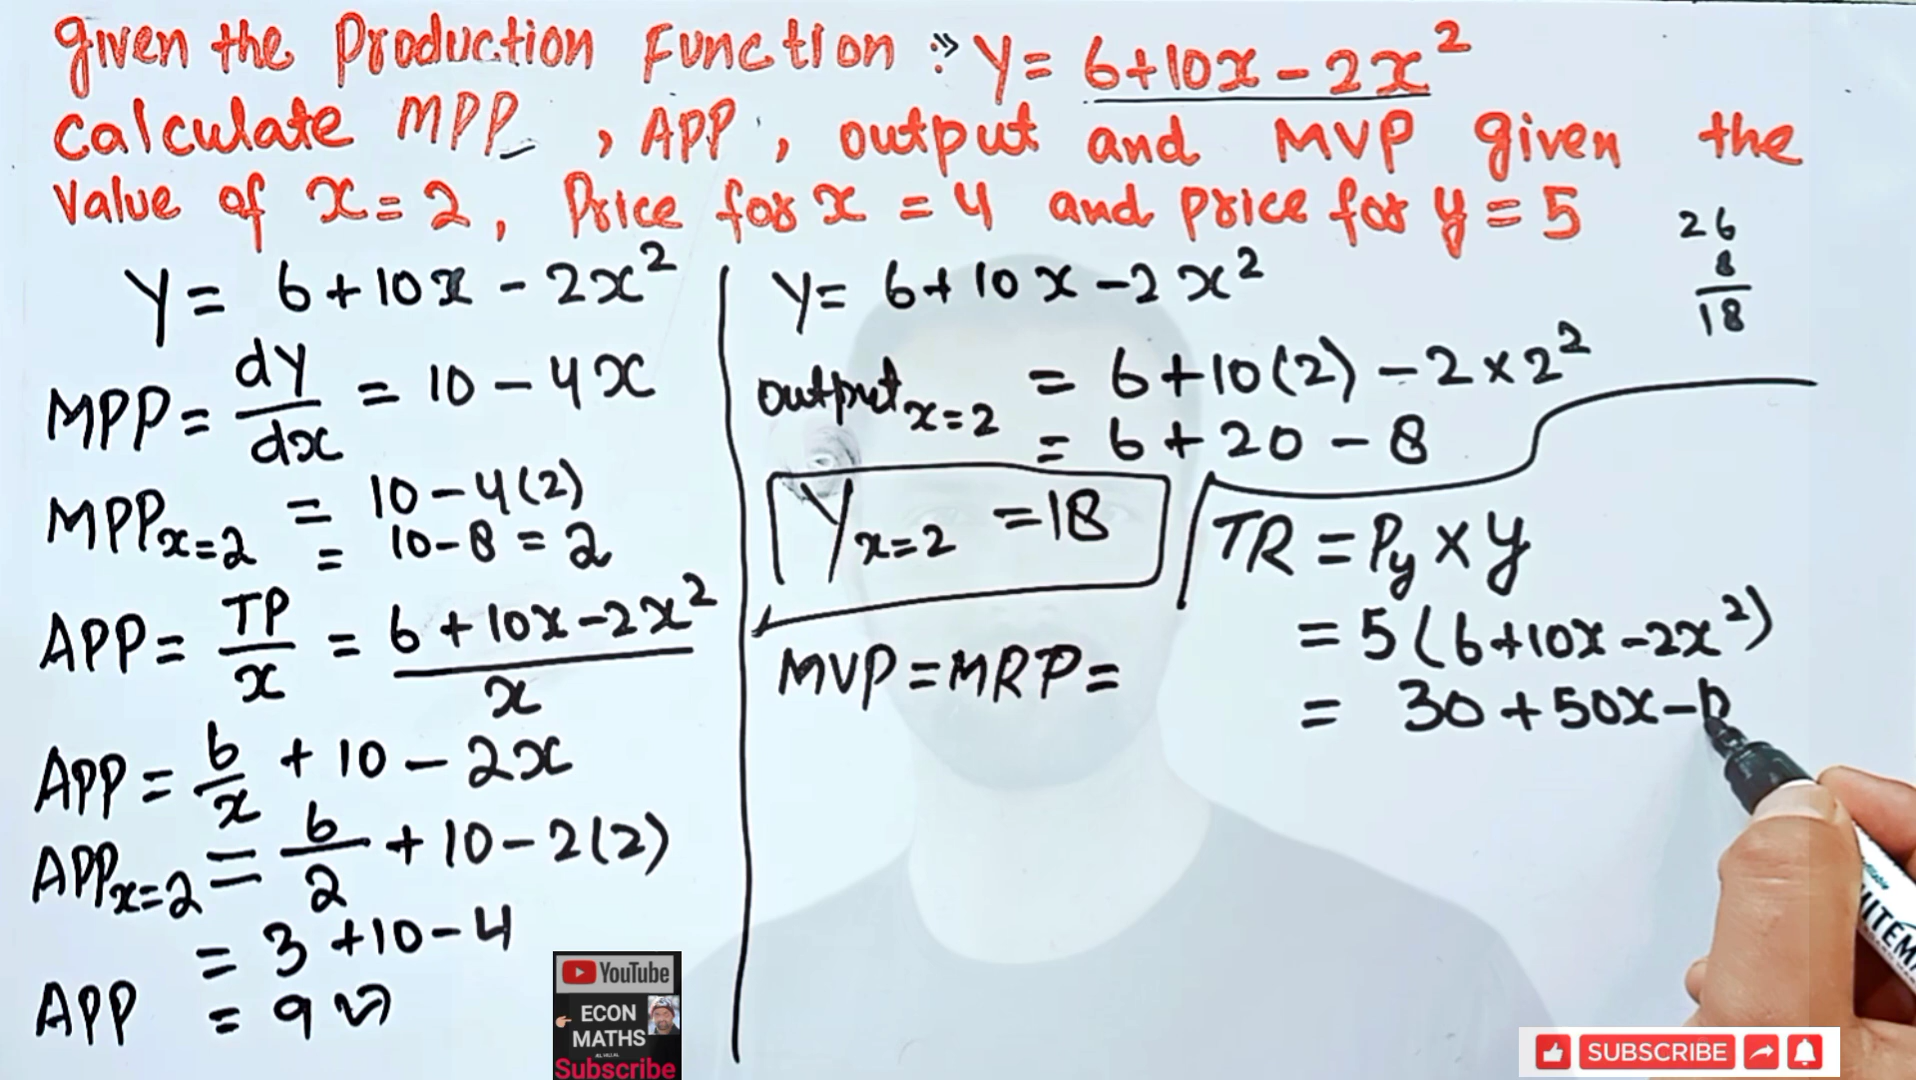 given the Production Function :» Y = 6+10x - 2x²
calculate MPP , APP , output and MVP given the
value of x = 2, Price for x = 4 and price for y = 5
Y = 6+10x - 2x²
MPP = dy/dx = 10 - 4x
MPPx=2 = 10 - 4(2)
= 10-8 = 2
APP = TP/x = 6+10x-2x²/x
APP = 6/x + 10 - 2x
APPx=2 = 6/2 + 10 - 2(2)
= 3 +10 - 4
APP = 9
y = 6+10x - 2x²
output x=2 = 6+10(2) - 2×2²
= 6 + 20 - 8
Yx=2 = 18
MVP = MRP =
26
8
18
TR = Py × y
= 5(6+10x-2x²)
= 30 + 50x - 1
YouTube
ECON
MATHS
Subscribe
SUBSCRIBE